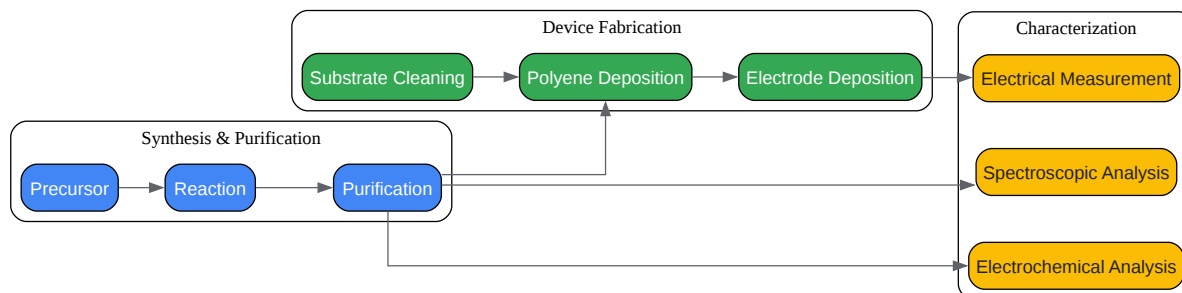 Device Fabrication
Substrate Cleaning
Polyene Deposition
Electrode Deposition
Characterization
Electrical Measurement
Spectroscopic Analysis
Electrochemical Analysis
Synthesis & Purification
Precursor
Reaction
Purification